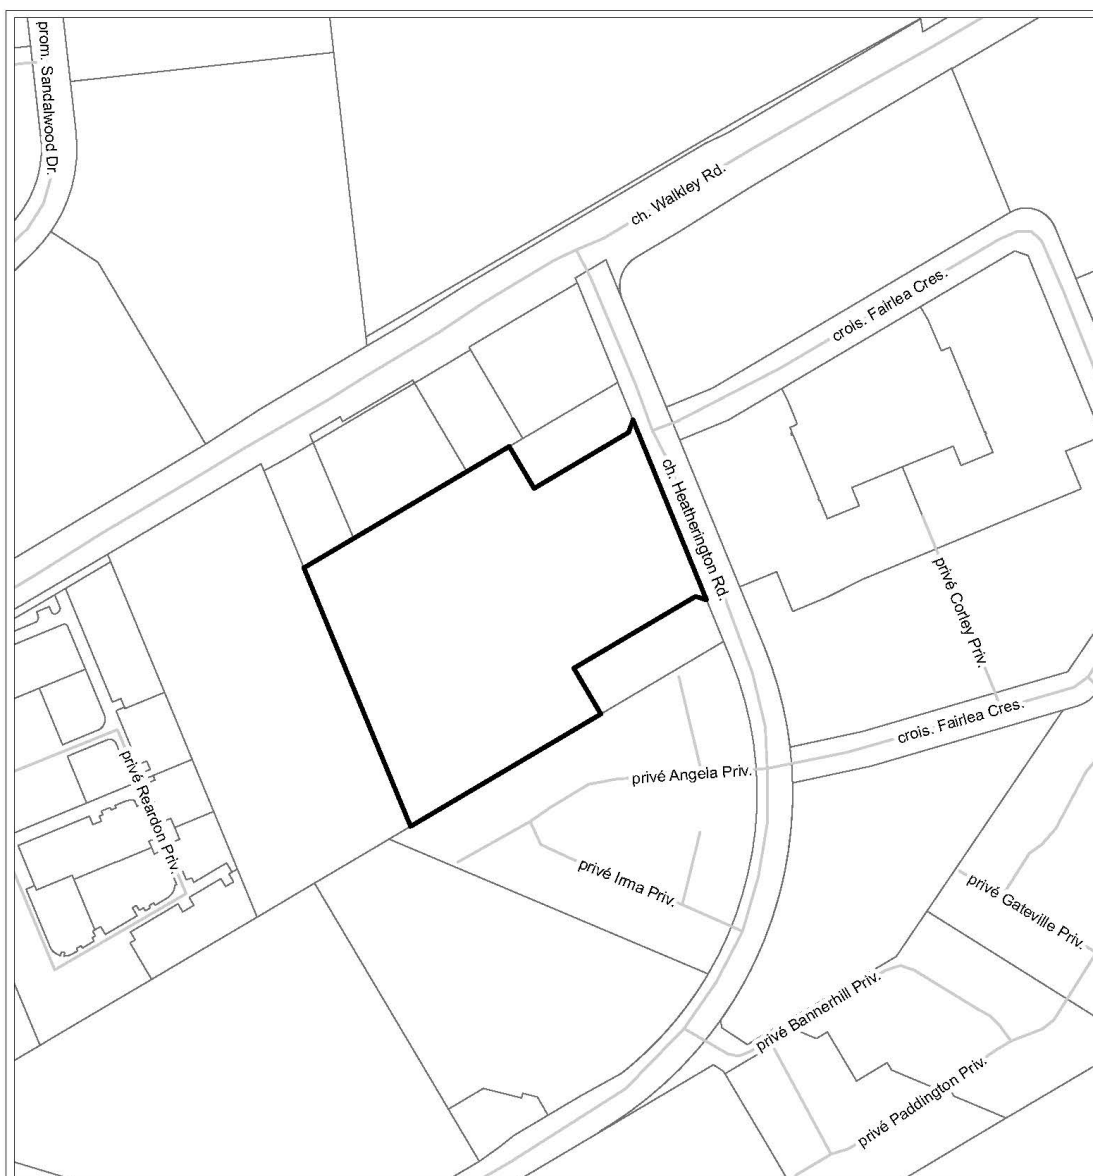 prom. Sandalwood Dr.
ch. Walkley Rd.
crois. Fairlea Cres.
ch. Heatherington Rd.
privé Corley Priv.
crois. Fairlea Cres.
privé Angela Priv.
privé Reardon Priv.
privé Irma Priv.
privé Gateville Priv.
privé Bannerhill Priv.
privé Paddington Priv.